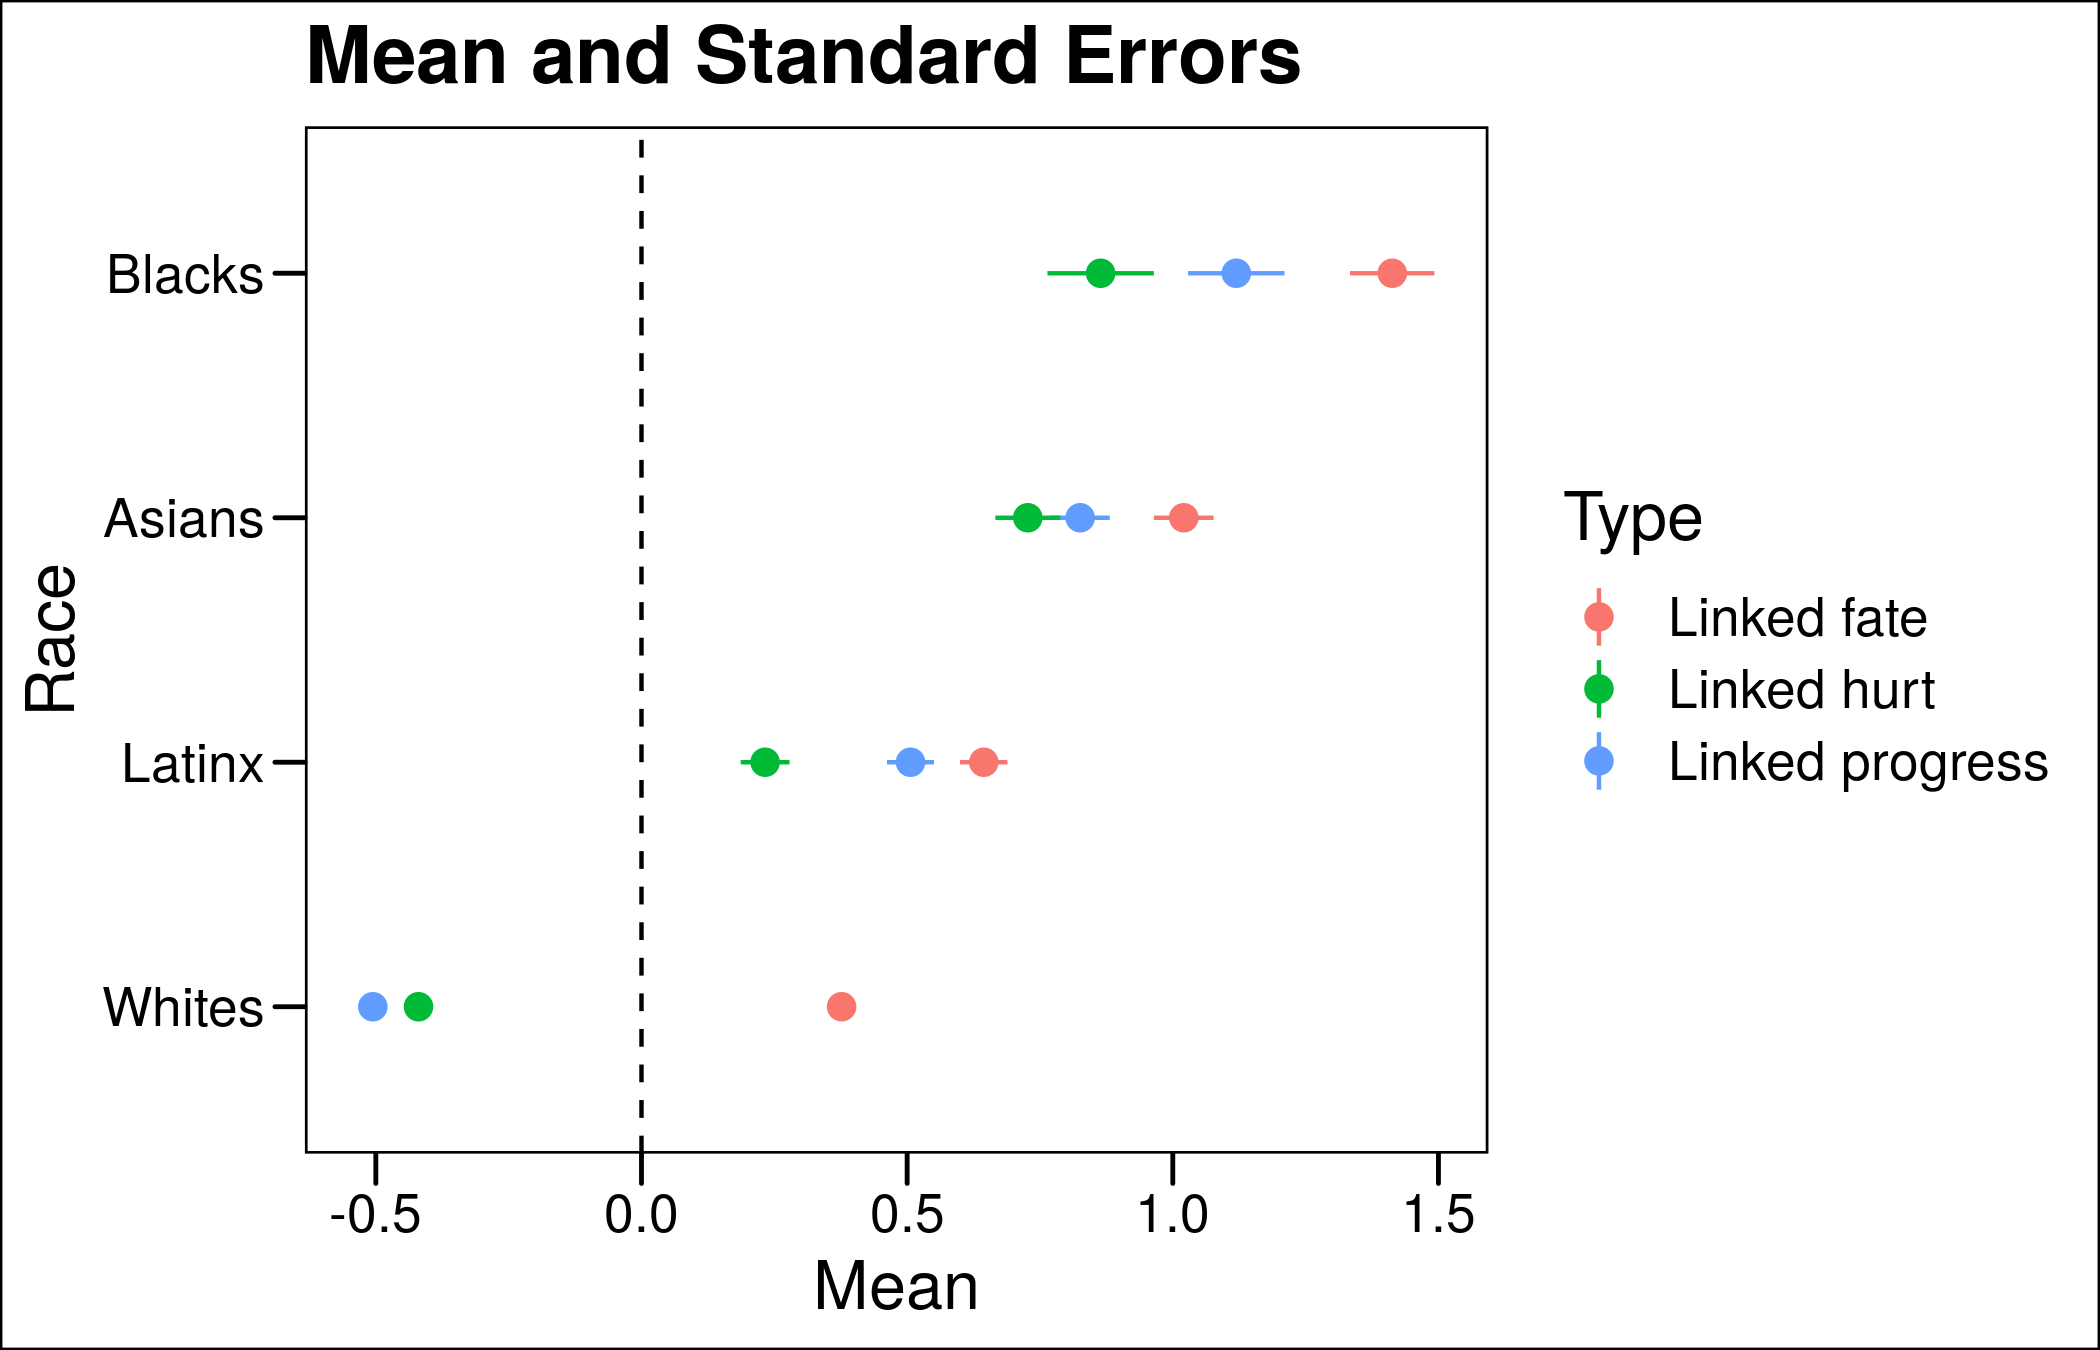 Mean and Standard Errors
Race
Blacks
Asians
Latinx
Whites
-0.5 0.0 0.5 1.0 1.5
Mean
Type
Linked fate
Linked hurt
Linked progress